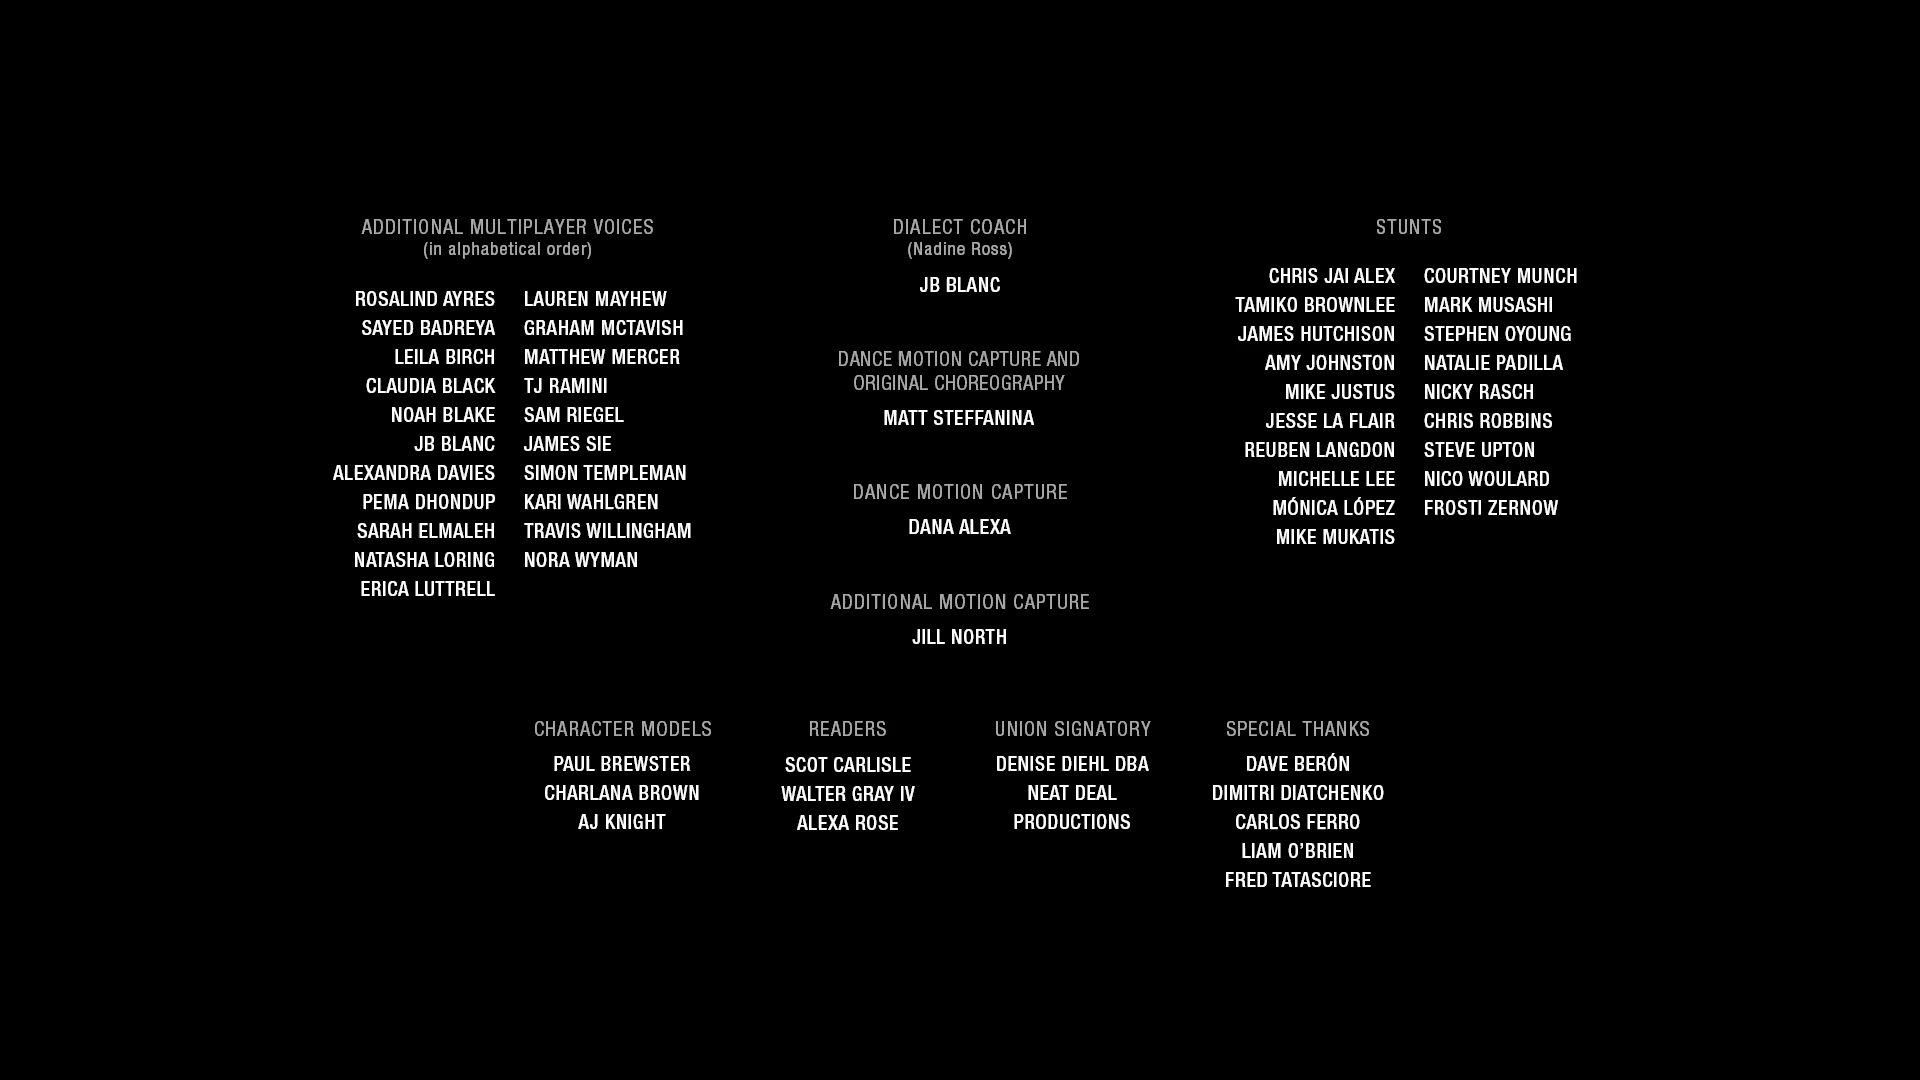 ADDITIONAL MULTIPLAYER VOICES
(in alphabetical order)
ROSALIND AYRES
SAYED BADREYA
LEILA BIRCH
CLAUDIA BLACK
NOAH BLAKE
JB BLANC
ALEXANDRA DAVIES
PEMA DHONDUP
SARAH ELMALEH
NATASHA LORING
ERICA LUTTRELL
LAUREN MAYHEW
GRAHAM MCTAVISH
MATTHEW MERCER
TJ RAMINI
SAM RIEGEL
JAMES SIE
SIMON TEMPLEMAN
KARI WAHLGREN
TRAVIS WILLINGHAM
NORA WYMAN
DIALECT COACH
(Nadine Ross)
JB BLANC
DANCE MOTION CAPTURE AND
ORIGINAL CHOREOGRAPHY
MATT STEFFANINA
DANCE MOTION CAPTURE
DANA ALEXA
ADDITIONAL MOTION CAPTURE
JILL NORTH
STUNTS
CHRIS JAI ALEX
TAMIKO BROWNLEE
JAMES HUTCHISON
AMY JOHNSTON
MIKE JUSTUS
JESSE LA FLAIR
REUBEN LANGDON
MICHELLE LEE
MÓNICA LÓPEZ
MIKE MUKATIS
COURTNEY MUNCH
MARK MUSASHI
STEPHEN OYOUNG
NATALIE PADILLA
NICKY RASCH
CHRIS ROBBINS
STEVE UPTON
NICO WOULARD
FROSTI ZERNOW
CHARACTER MODELS
PAUL BREWSTER
CHARLANA BROWN
AJ KNIGHT
READERS
SCOT CARLISLE
WALTER GRAY IV
ALEXA ROSE
UNION SIGNATORY
DENISE DIEHL DBA
NEAT DEAL
PRODUCTIONS
SPECIAL THANKS
DAVE BERÓN
DIMITRI DIATCHENKO
CARLOS FERRO
LIAM O’BRIEN
FRED TATASCIORE